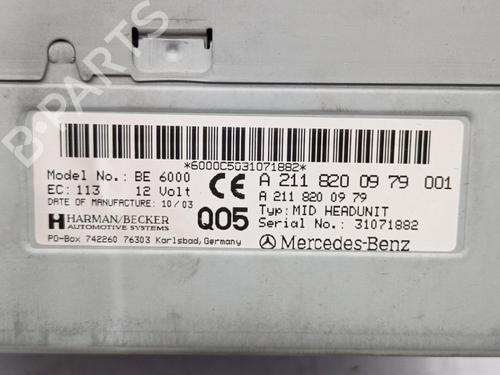 B-PARTS
*6000C5031071882*
Model No.: BE 6000
EC: 113 12 Volt
DATE OF MANUFACTURE: 10/03
CE
A 211 820 09 79 001
A 211 820 09 79
HARMAN/BECKER
AUTOMOTIVE SYSTEMS
Q05
Typ: MID HEADUNIT
Serial No.: 31071882
PO-Box 742260 76303 Karlsbad, Germany
Mercedes-Benz